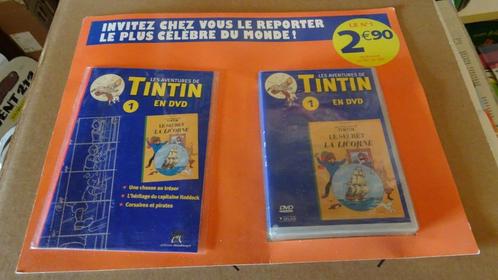 INVITEZ CHEZ VOUS LE REPORTER
LE PLUS CÉLÈBRE DU MONDE !
LE N°1
2€90
LES AVENTURES DE
TINTIN
1
EN DVD
TINTIN
LE SECRET
LA LICORNE
• Une chasse au trésor
• L'héritage du capitaine Haddock
• Corsaires et pirates
LES AVENTURES DE
TINTIN
1
EN DVD
TINTIN
LE SECRET
LA LICORNE
DVD